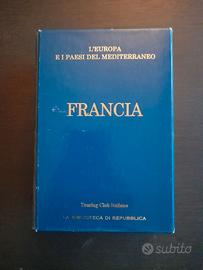 L'EUROPA
E I PAESI DEL MEDITERRANEO
FRANCIA
Touring Club Italiano
LA BIBLIOTECA DI REPUBBLICA
subito